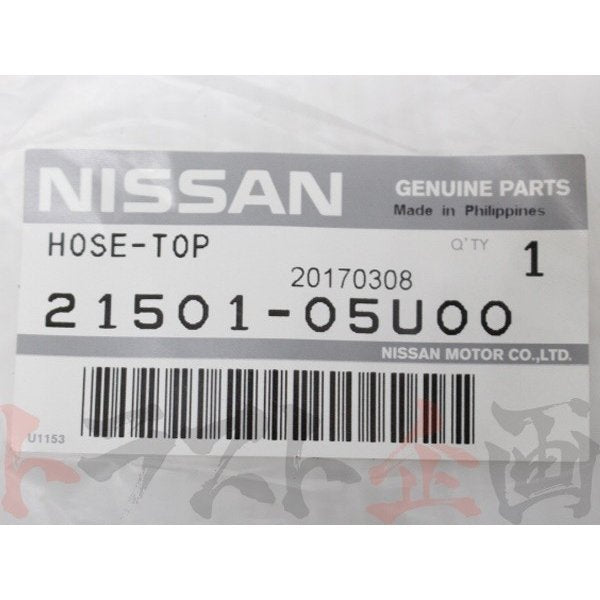 NISSAN
GENUINE PARTS
Made in Philippines
HOSE-TOP
Q'TY 1
20170308
21501-05U00
NISSAN MOTOR CO.,LTD.
U1153
トラスト企画